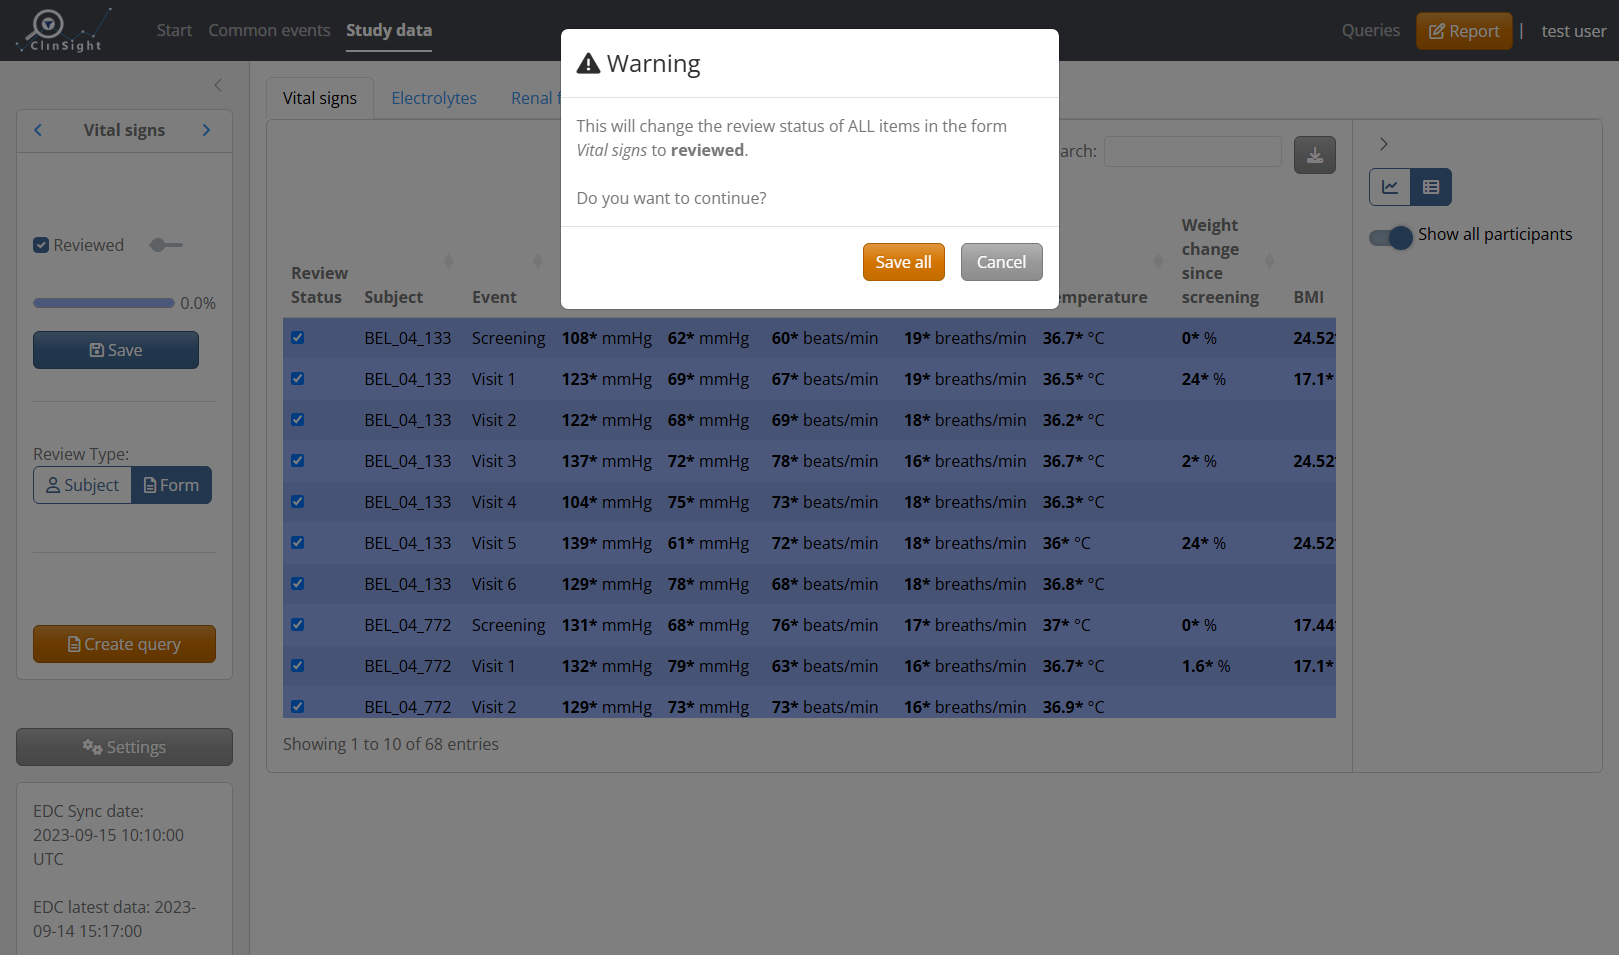 ClinSight
Start Common events Study data
Queries Report | test user
Warning
This will change the review status of ALL items in the form
Vital signs to reviewed.
Do you want to continue?
Save all Cancel
Vital signs
Reviewed
0.0%
Save
Review Type:
Subject Form
Create query
Settings
EDC Sync date:
2023-09-15 10:10:00
UTC
EDC latest data: 2023-
09-14 15:17:00
Vital signs Electrolytes Renal f
arch:
Show all participants
Review
Status Subject Event emperature
Weight
change
since
screening BMI
BEL_04_133 Screening 108* mmHg 62* mmHg 60* beats/min 19* breaths/min 36.7* °C 0* % 24.52*
BEL_04_133 Visit 1 123* mmHg 69* mmHg 67* beats/min 19* breaths/min 36.5* °C 24* % 17.1*
BEL_04_133 Visit 2 122* mmHg 68* mmHg 69* beats/min 18* breaths/min 36.2* °C
BEL_04_133 Visit 3 137* mmHg 72* mmHg 78* beats/min 16* breaths/min 36.7* °C 2* % 24.52*
BEL_04_133 Visit 4 104* mmHg 75* mmHg 73* beats/min 18* breaths/min 36.3* °C
BEL_04_133 Visit 5 139* mmHg 61* mmHg 72* beats/min 18* breaths/min 36* °C 24* % 24.52*
BEL_04_133 Visit 6 129* mmHg 78* mmHg 68* beats/min 18* breaths/min 36.8* °C
BEL_04_772 Screening 131* mmHg 68* mmHg 76* beats/min 17* breaths/min 37* °C 0* % 17.44*
BEL_04_772 Visit 1 132* mmHg 79* mmHg 63* beats/min 16* breaths/min 36.7* °C 1.6* % 17.1*
BEL_04_772 Visit 2 129* mmHg 73* mmHg 73* beats/min 16* breaths/min 36.9* °C
Showing 1 to 10 of 68 entries